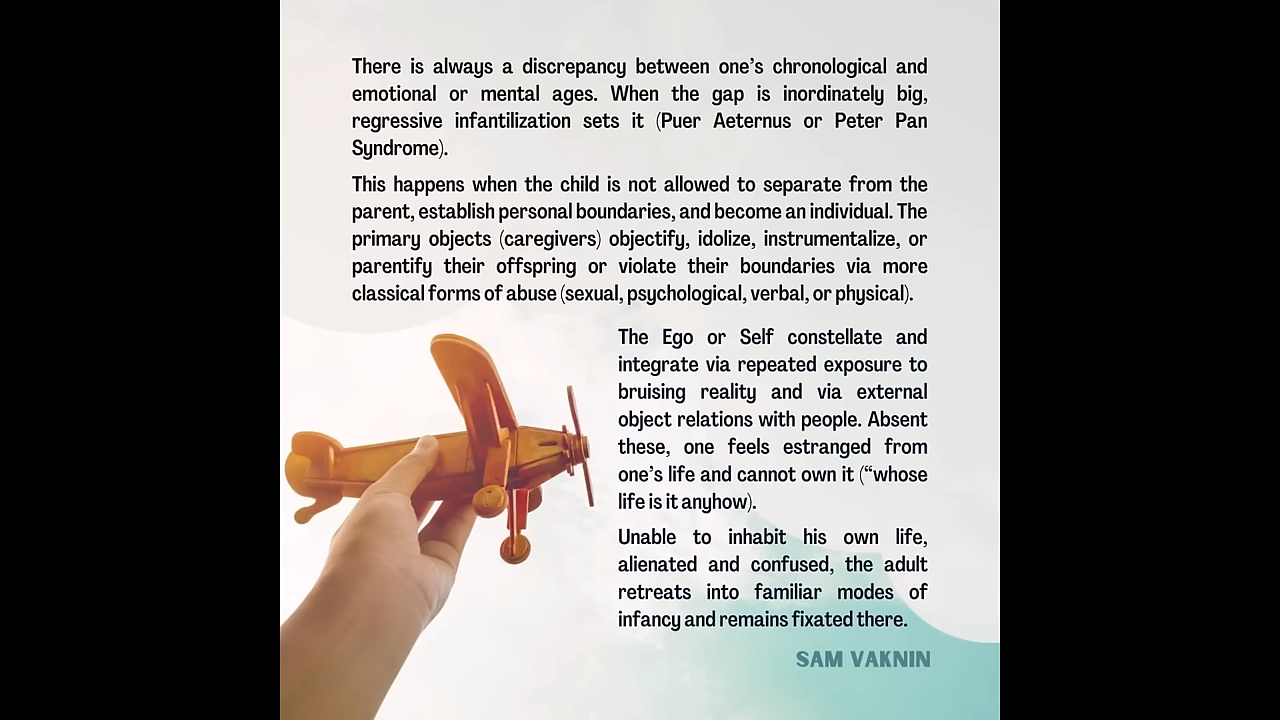 There is always a discrepancy between one's chronological and
emotional or mental ages. When the gap is inordinately big,
regressive infantilization sets it (Puer Aeternus or Peter Pan
Syndrome).
This happens when the child is not allowed to separate from the
parent, establish personal boundaries, and become an individual. The
primary objects (caregivers) objectify, idolize, instrumentalize, or
parentify their offspring or violate their boundaries via more
classical forms of abuse (sexual, psychological, verbal, or physical).
The Ego or Self constellate and
integrate via repeated exposure to
bruising reality and via external
object relations with people. Absent
these, one feels estranged from
one's life and cannot own it (“whose
life is it anyhow).
Unable to inhabit his own life,
alienated and confused, the adult
retreats into familiar modes of
infancy and remains fixated there.
SAM VAKNIN